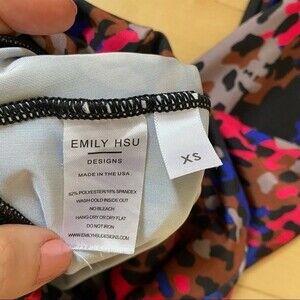 EMILY HSU
DESIGNS
MADE IN THE USA
82% POLYESTER/18% SPANDEX
WASH COLD INSIDE OUT
NO BLEACH
HANG DRY OR DRY FLAT
DO NOT IRON
WWW.EMILYHSUDESIGNS.COM
XS